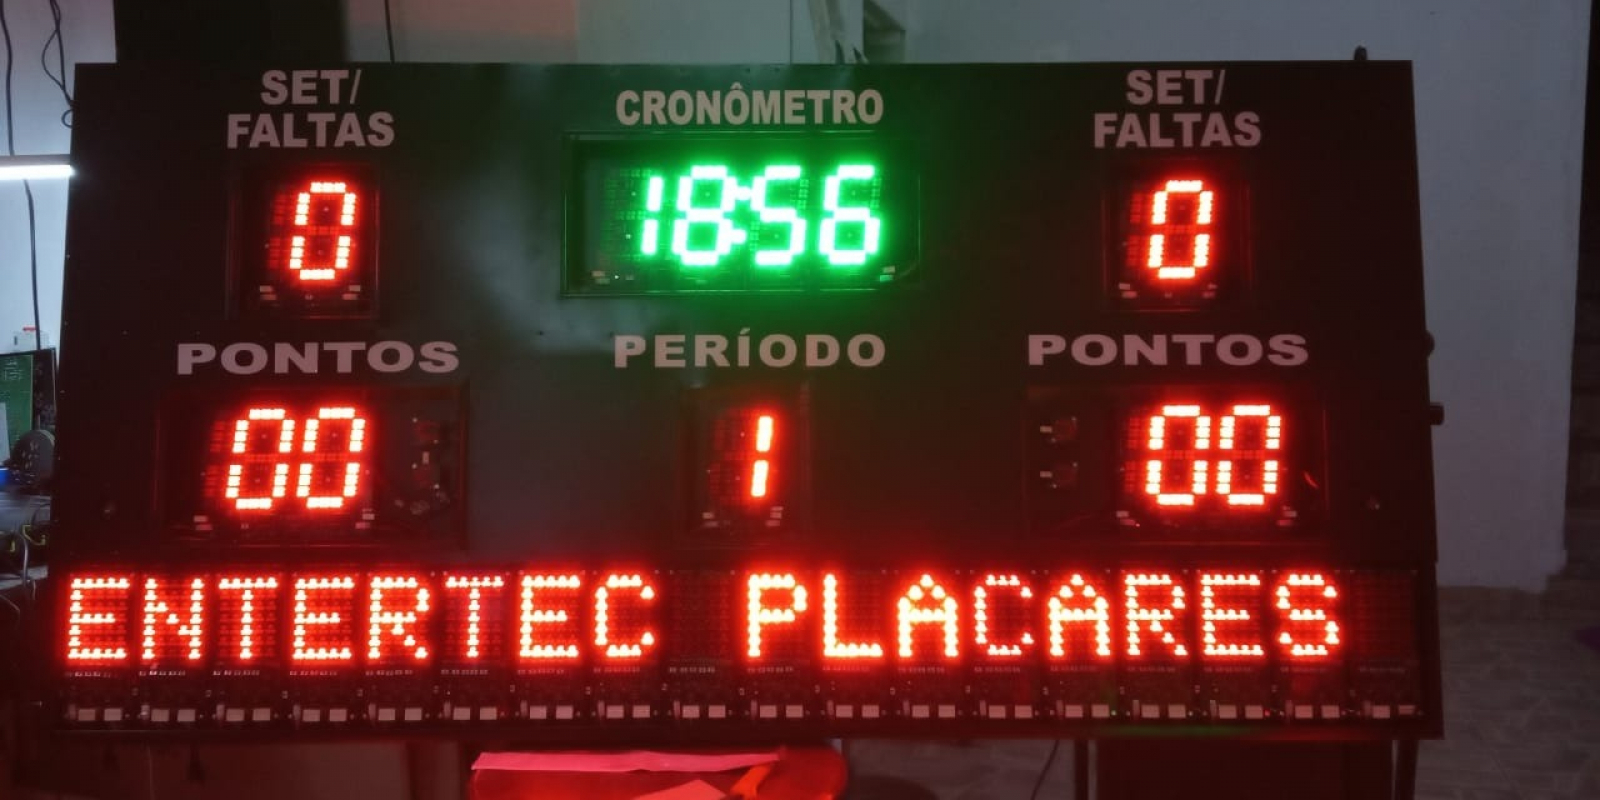 SET/ CRONÔMETRO SET/
FALTAS FALTAS
0 18:56 0
PONTOS PERÍODO PONTOS
00 1 00
ENTERTEC PLACARES